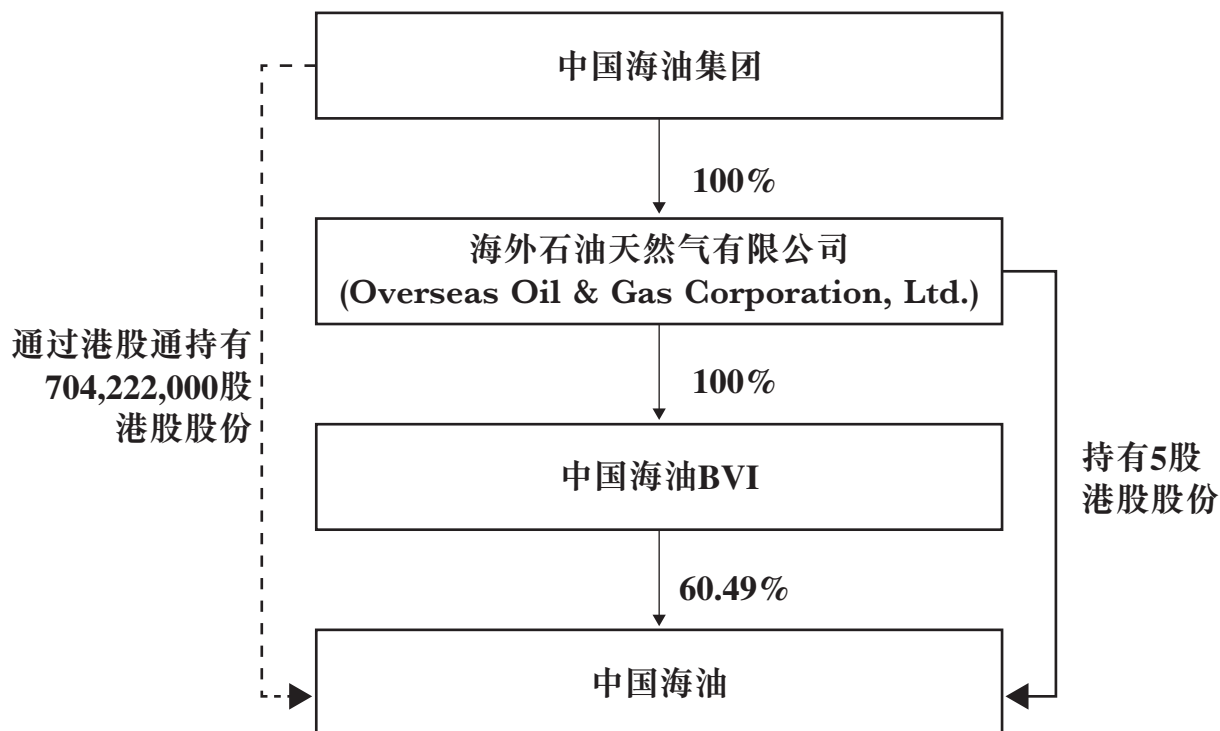 中国海油集团
100%
海外石油天然气有限公司
(Overseas Oil & Gas Corporation, Ltd.)
通过港股通持有
704,222,000股
港股股份
100%
中国海油BVI
持有5股
港股股份
60.49%
中国海油